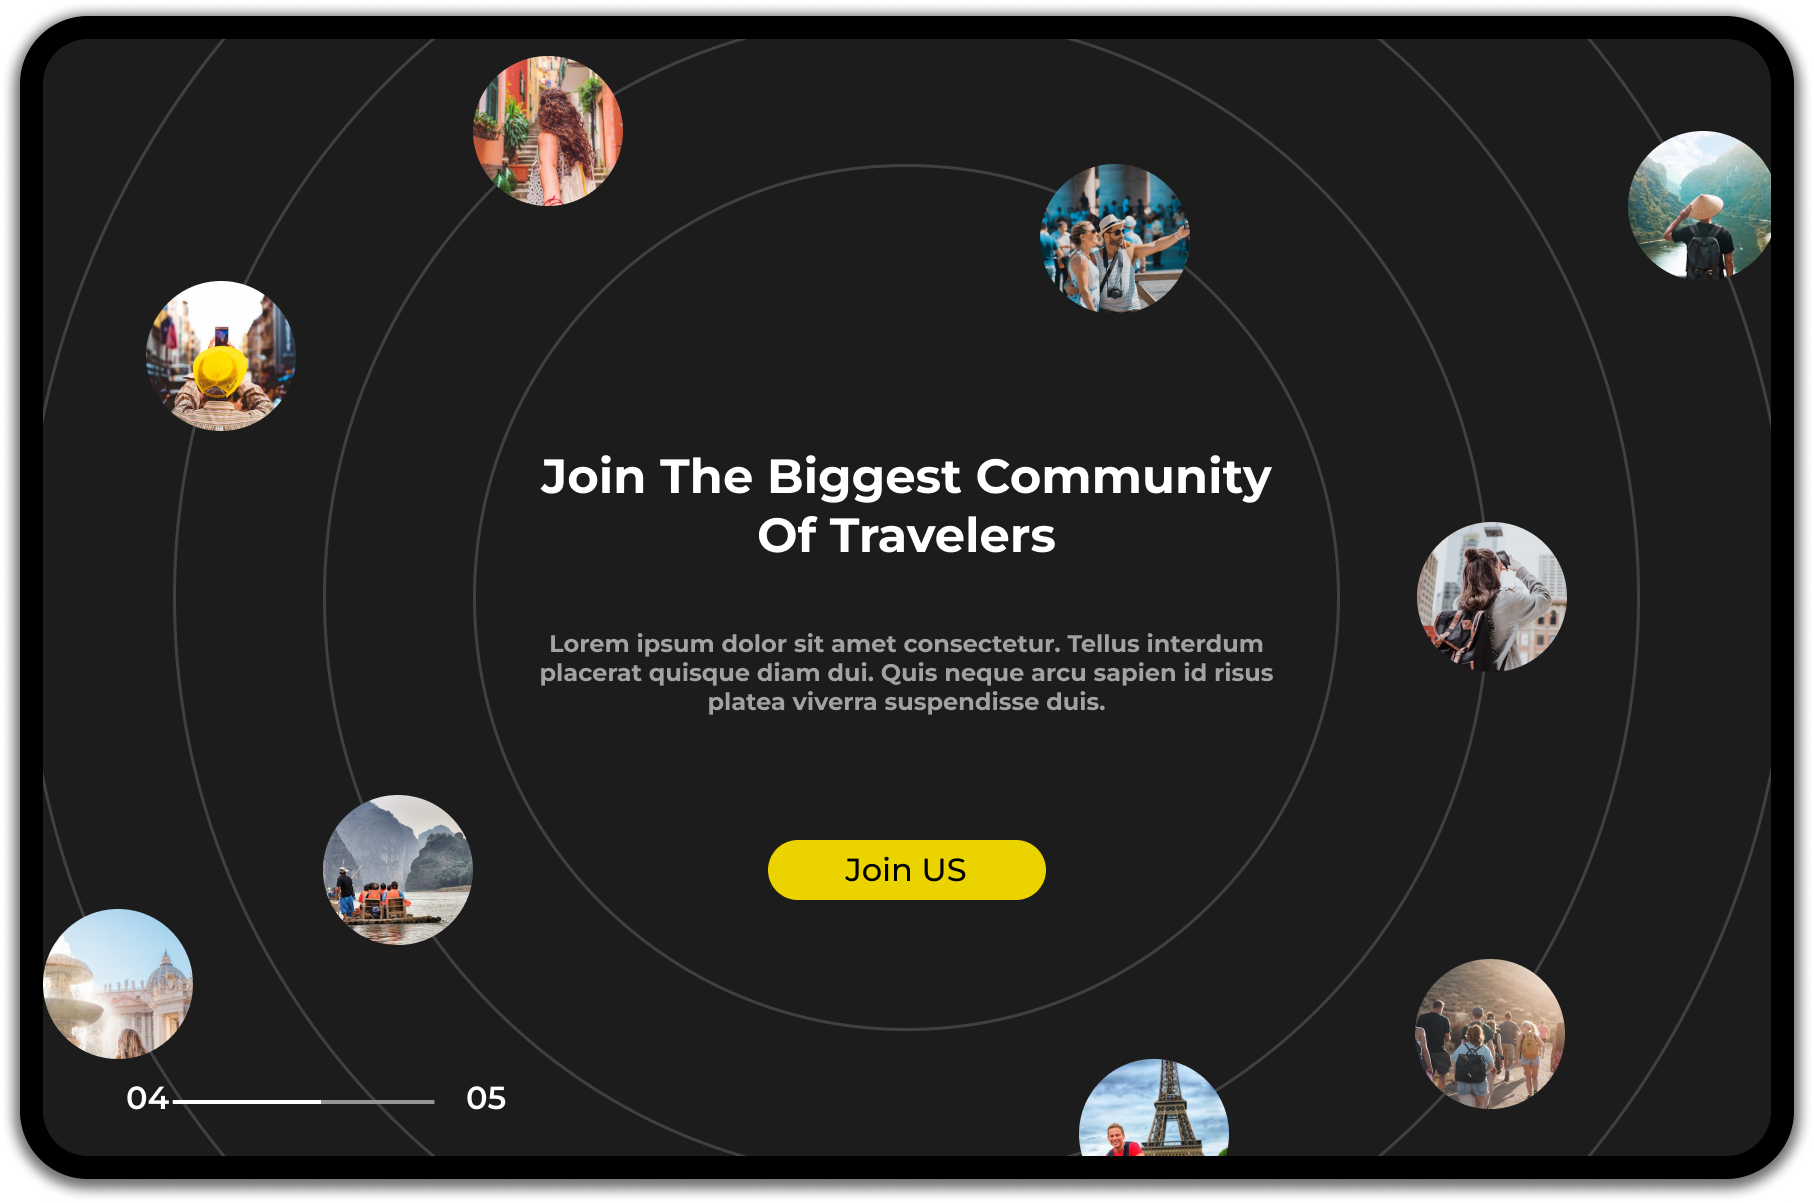 Join The Biggest Community
Of Travelers
Lorem ipsum dolor sit amet consectetur. Tellus interdum
placerat quisque diam dui. Quis neque arcu sapien id risus
platea viverra suspendisse duis.
Join US
04
05